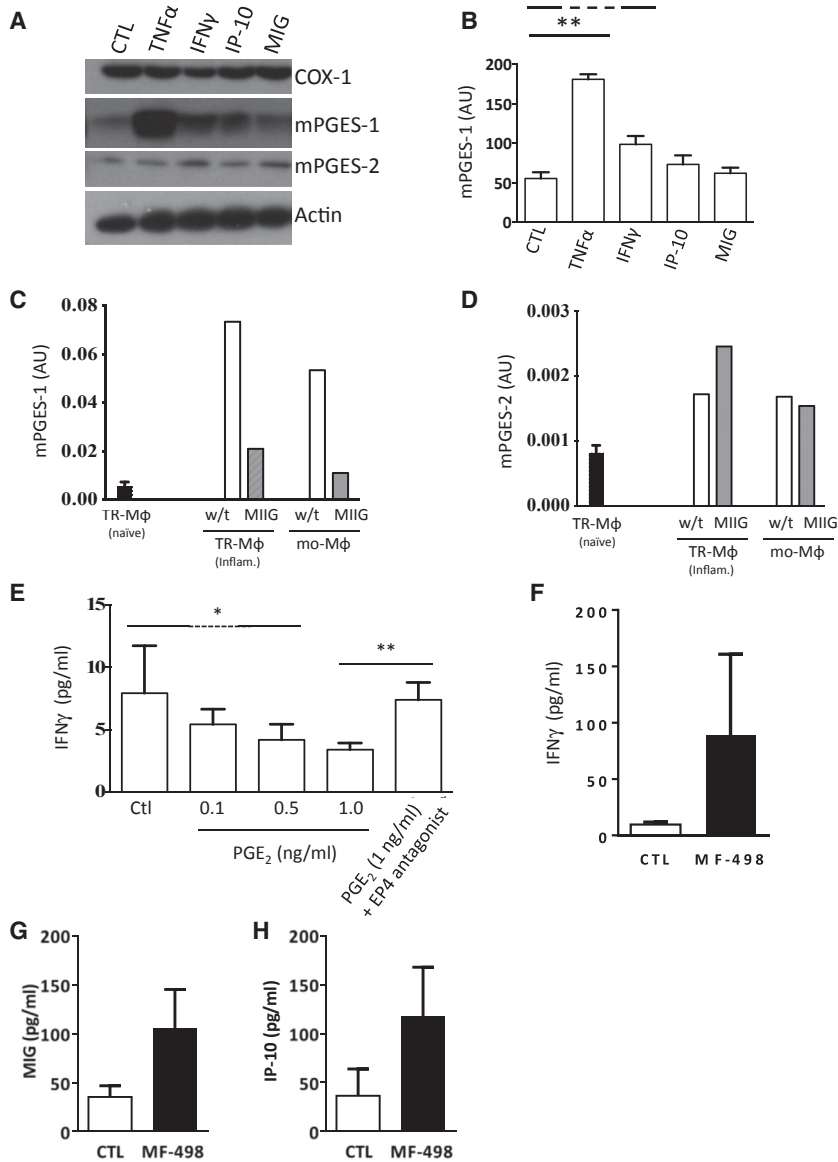 A
CTL TNFα IFNγ IP-10 MIG
COX-1
mPGES-1
mPGES-2
Actin
B
**
mPGES-1 (AU)
200
150
100
50
0
CTL TNFα IFNγ IP-10 MIG
C
mPGES-1 (AU)
0.08
0.06
0.04
0.02
0.00
TR-Mφ
(naïve)
w/t MIIG w/t MIIG
TR-Mφ mo-Mφ
(Inflam.)
D
mPGES-2 (AU)
0.003
0.002
0.001
0.000
TR-Mφ
(naïve)
w/t MIIG w/t MIIG
TR-Mφ mo-Mφ
(Inflam.)
E
IFNγ (pg/ml)
15
10
5
0
*
**
Ctl 0.1 0.5 1.0
PGE2 (ng/ml)
PGE2 (1 ng/ml)
+ EP4 antagonist
F
IFNγ (pg/ml)
200
150
100
50
0
CTL MF-498
G
MIG (pg/ml)
200
150
100
50
0
CTL MF-498
H
IP-10 (pg/ml)
200
150
100
50
0
CTL MF-498